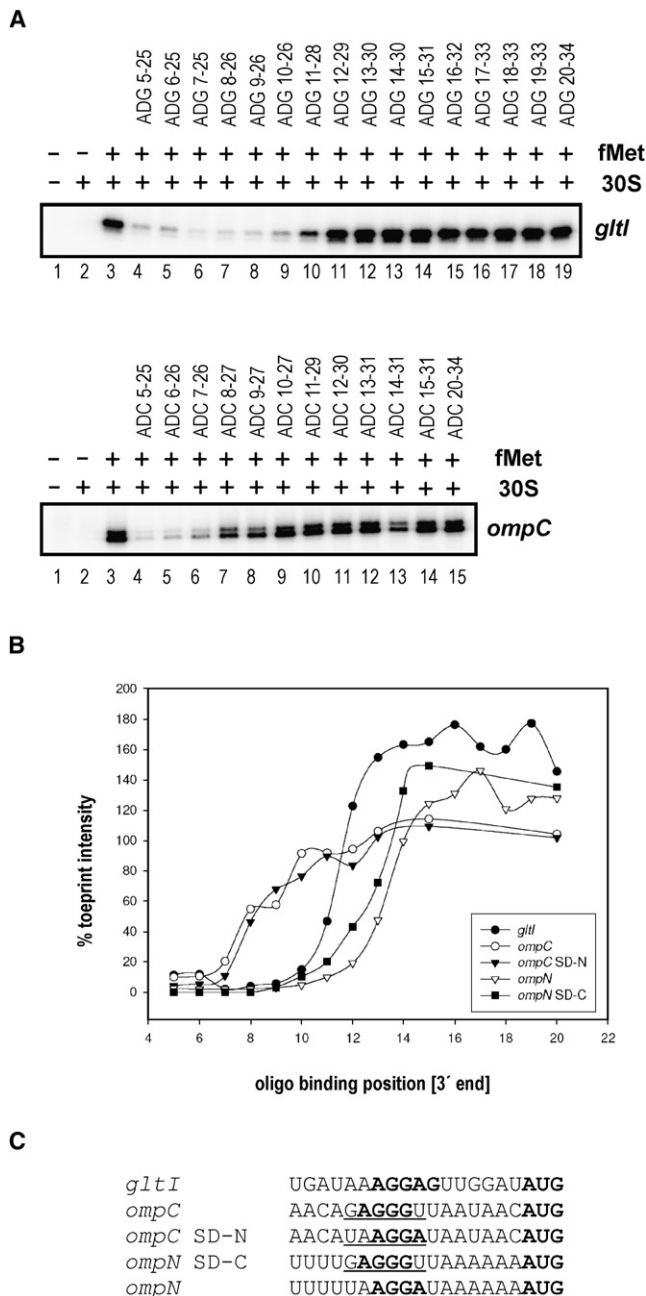 A
ADG 5-25 ADG 6-25 ADG 7-25 ADG 8-26 ADG 9-26 ADG 10-26 ADG 11-28 ADG 12-29 ADG 13-30 ADG 14-30 ADG 15-31 ADG 16-32 ADG 17-33 ADG 18-33 ADG 19-33 ADG 20-34
– – + + + + + + + + + + + + + + + + + fMet
– + + + + + + + + + + + + + + + + + + 30S
gltI
1 2 3 4 5 6 7 8 9 10 11 12 13 14 15 16 17 18 19
ADC 5-25 ADC 6-26 ADC 7-26 ADC 8-27 ADC 9-27 ADC 10-27 ADC 11-29 ADC 12-30 ADC 13-31 ADC 14-31 ADC 15-31 ADC 20-34
– – + + + + + + + + + + + + + fMet
– + + + + + + + + + + + + + + 30S
ompC
1 2 3 4 5 6 7 8 9 10 11 12 13 14 15
B
200
180
160
140
120
100
80
60
40
20
0
% toeprint intensity
gltI
ompC
ompC SD-N
ompN
ompN SD-C
4 6 8 10 12 14 16 18 20 22
oligo binding position [3´ end]
C
gltI UGAUAAAGGAGUUGGAUAUG
ompC AACAGAGGGUUAAUAACAUG
ompC SD-N AACAUAAGGAUAAUAACAUG
ompN SD-C UUUUGAGGGUUAAAAAAAUG
ompN UUUUUAAGGAUAAAAAAAUG